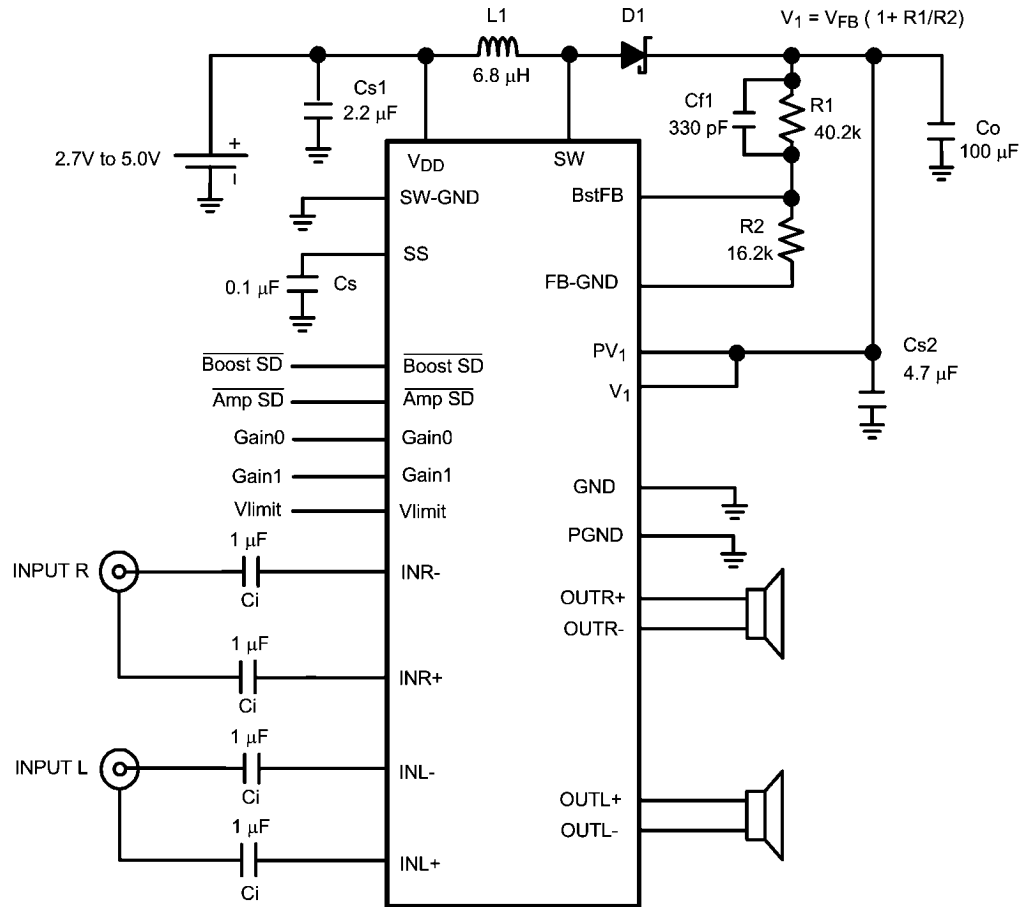 L1
D1
V1 = VFB ( 1+ R1/R2)
6.8 µH
Cs1
2.2 µF
Cf1
330 pF
R1
40.2k
Co
100 µF
2.7V to 5.0V
+
VDD
SW
SW-GND
BstFB
R2
16.2k
SS
0.1 µF
Cs
FB-GND
PV1
Cs2
4.7 µF
V1
Boost SD
Boost SD
Amp SD
Amp SD
Gain0
Gain0
Gain1
Gain1
Vlimit
Vlimit
GND
PGND
1 µF
INPUT R
Ci
INR-
OUTR+
OUTR-
1 µF
Ci
INR+
1 µF
INPUT L
Ci
INL-
OUTL+
OUTL-
1 µF
Ci
INL+